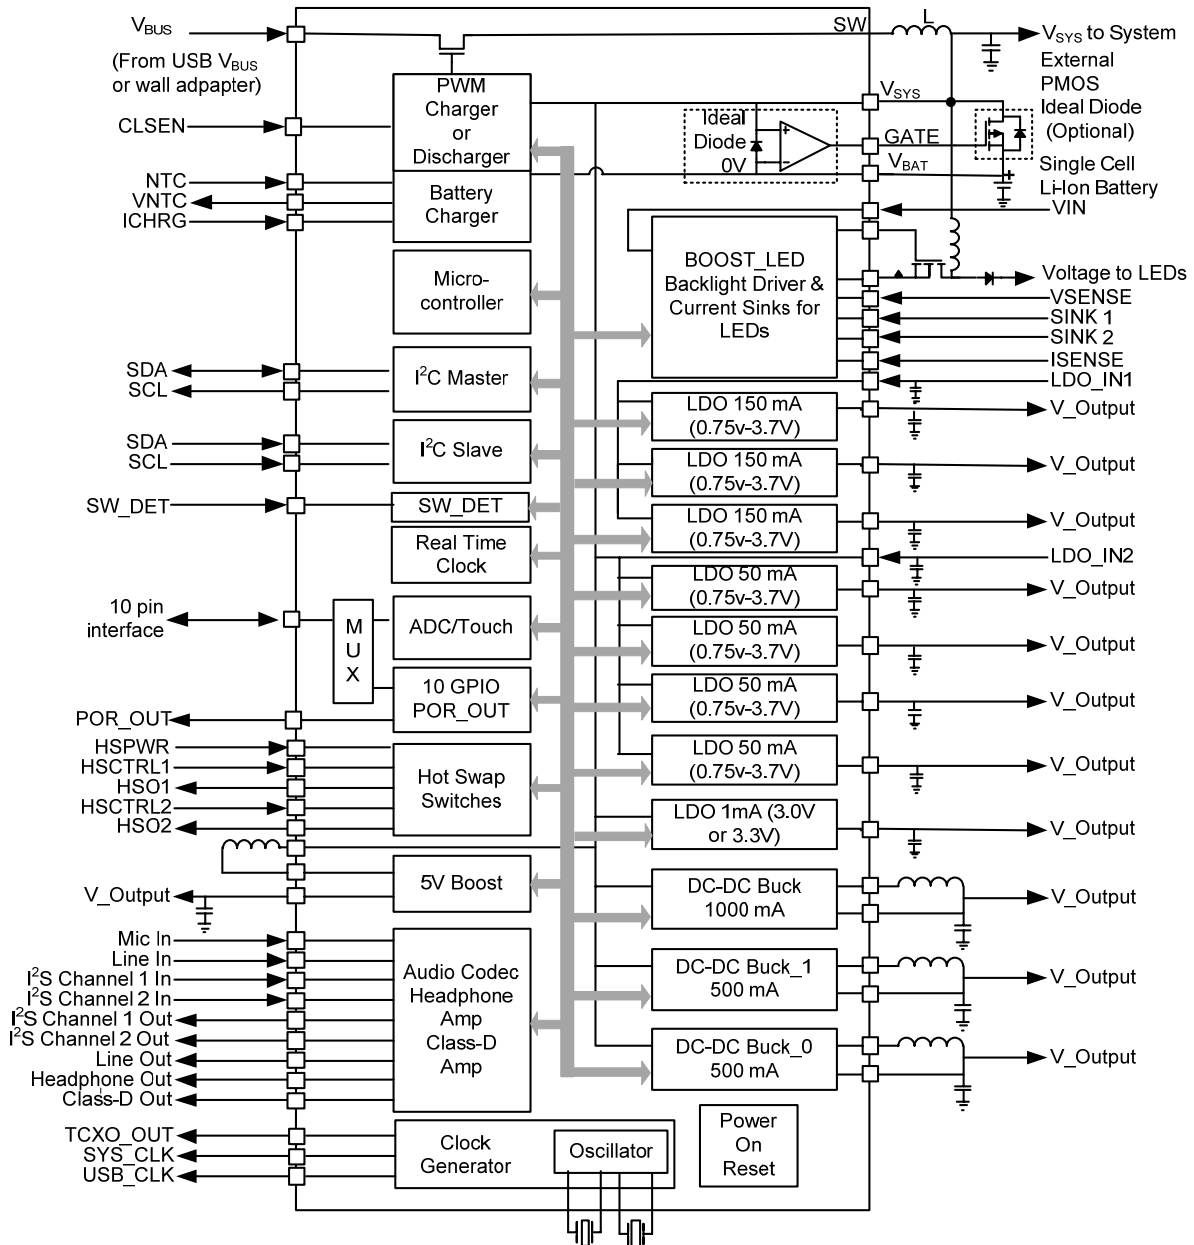 V_BUS
(From USB V_BUS
or wall adpapter)
CLSEN
NTC
VNTC
ICHRG
SDA
SCL
SDA
SCL
SW_DET
10 pin
interface
POR_OUT
HSPWR
HSCTRL1
HSO1
HSCTRL2
HSO2
V_Output
Mic In
Line In
I²S Channel 1 In
I²S Channel 2 In
I²S Channel 1 Out
I²S Channel 2 Out
Line Out
Headphone Out
Class-D Out
TCXO_OUT
SYS_CLK
USB_CLK
PWM
Charger
or
Discharger
Battery
Charger
Micro-
controller
I²C Master
I²C Slave
SW_DET
Real Time
Clock
MUX
ADC/Touch
10 GPIO
POR_OUT
Hot Swap
Switches
5V Boost
Audio Codec
Headphone
Amp
Class-D
Amp
Clock
Generator
Oscillator
Power
On
Reset
SW
L
V_SYS
Ideal
Diode
0V
+
-
GATE
V_BAT
+
BOOST_LED
Backlight Driver &
Current Sinks for
LEDs
LDO 150 mA
(0.75v-3.7V)
LDO 150 mA
(0.75v-3.7V)
LDO 150 mA
(0.75v-3.7V)
LDO 50 mA
(0.75v-3.7V)
LDO 50 mA
(0.75v-3.7V)
LDO 50 mA
(0.75v-3.7V)
LDO 50 mA
(0.75v-3.7V)
LDO 1mA (3.0V
or 3.3V)
DC-DC Buck
1000 mA
DC-DC Buck_1
500 mA
DC-DC Buck_0
500 mA
V_SYS to System
External
PMOS
Ideal Diode
(Optional)
Single Cell
Li-Ion Battery
VIN
Voltage to LEDs
VSENSE
SINK 1
SINK 2
ISENSE
LDO_IN1
V_Output
V_Output
V_Output
LDO_IN2
V_Output
V_Output
V_Output
V_Output
V_Output
V_Output
V_Output
V_Output